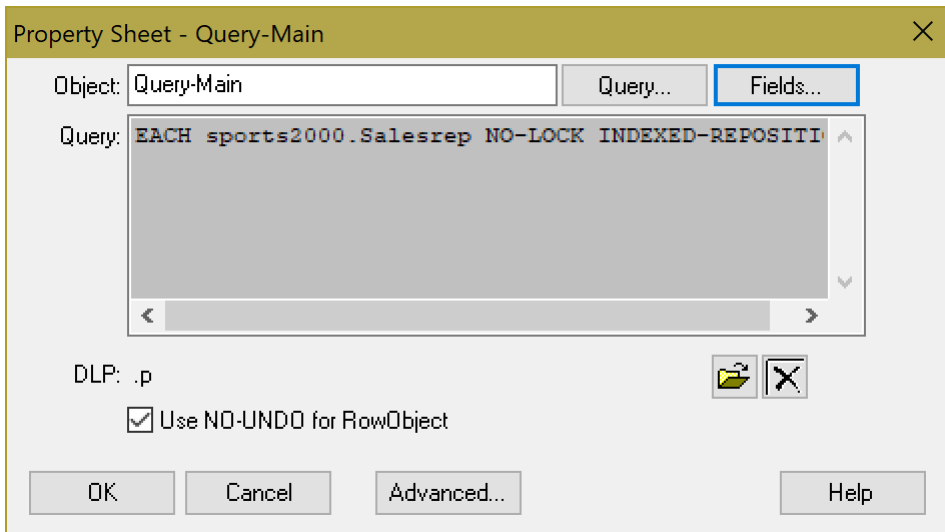 Property Sheet - Query-Main
Object: Query-Main Query... Fields...
Query: EACH sports2000.Salesrep NO-LOCK INDEXED-REPOSITI
DLP: .p
Use NO-UNDO for RowObject
OK Cancel Advanced... Help